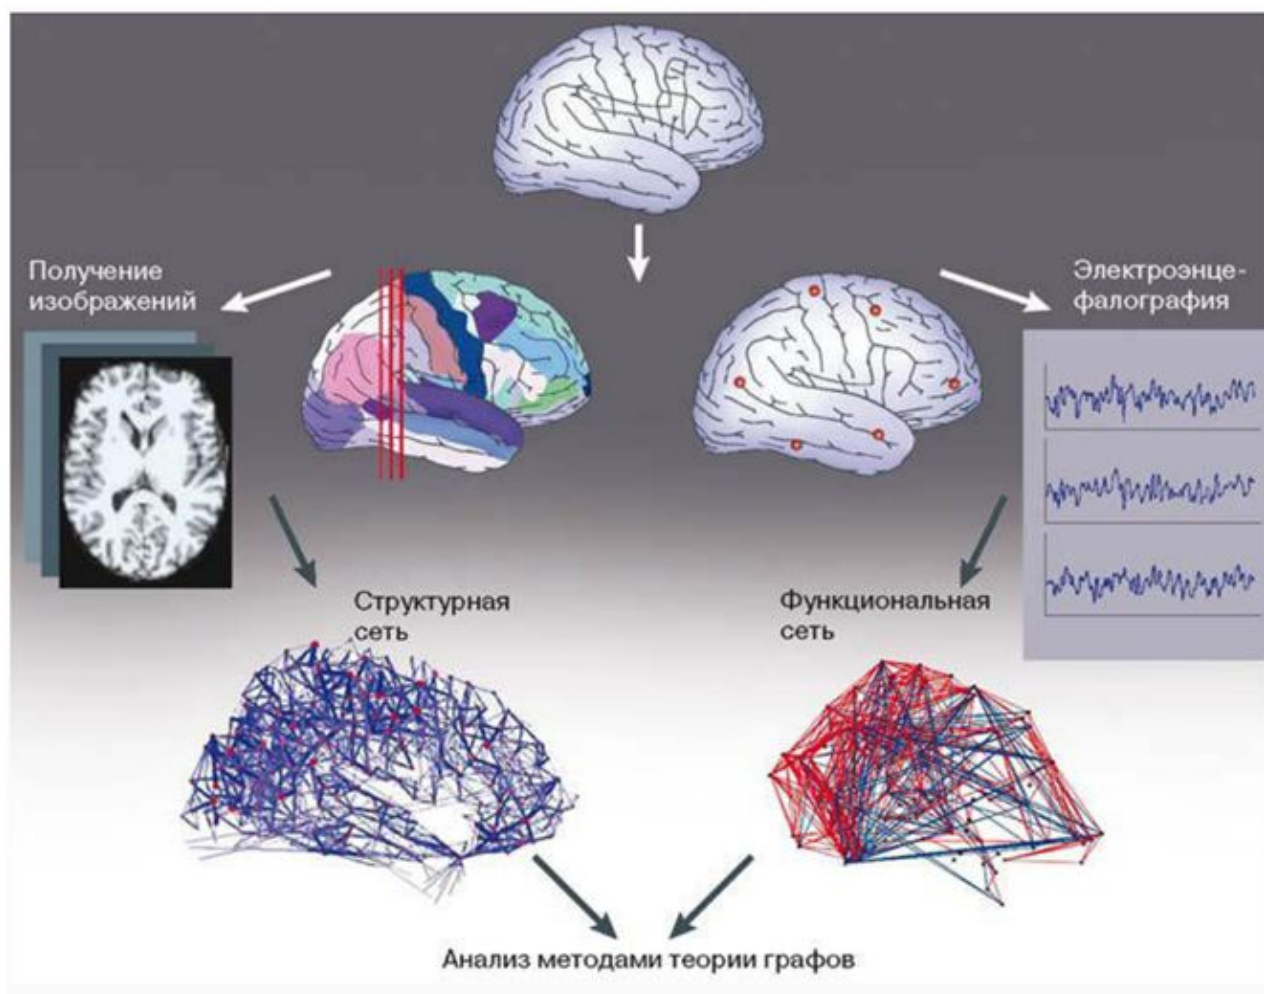 Получение
изображений
Электроэнце-
фалография
Структурная
сеть
Функциональная
сеть
Анализ методами теории графов